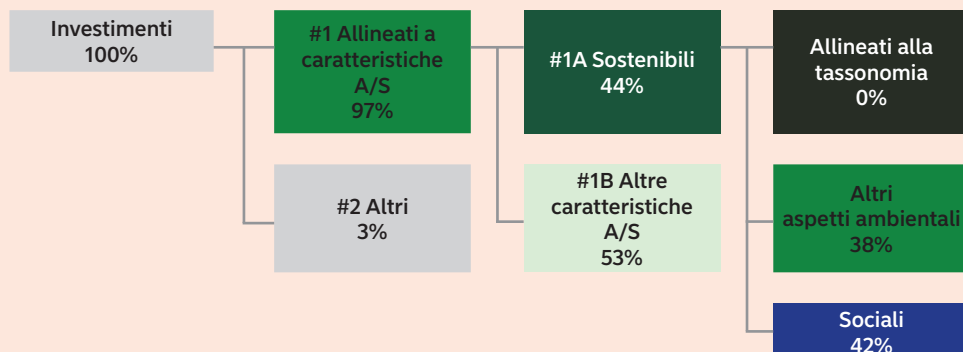 Investimenti
100%
#1 Allineati a
caratteristiche
A/S
97%
#1A Sostenibili
44%
Allineati alla
tassonomia
0%
#2 Altri
3%
#1B Altre
caratteristiche
A/S
53%
Altri
aspetti ambientali
38%
Sociali
42%